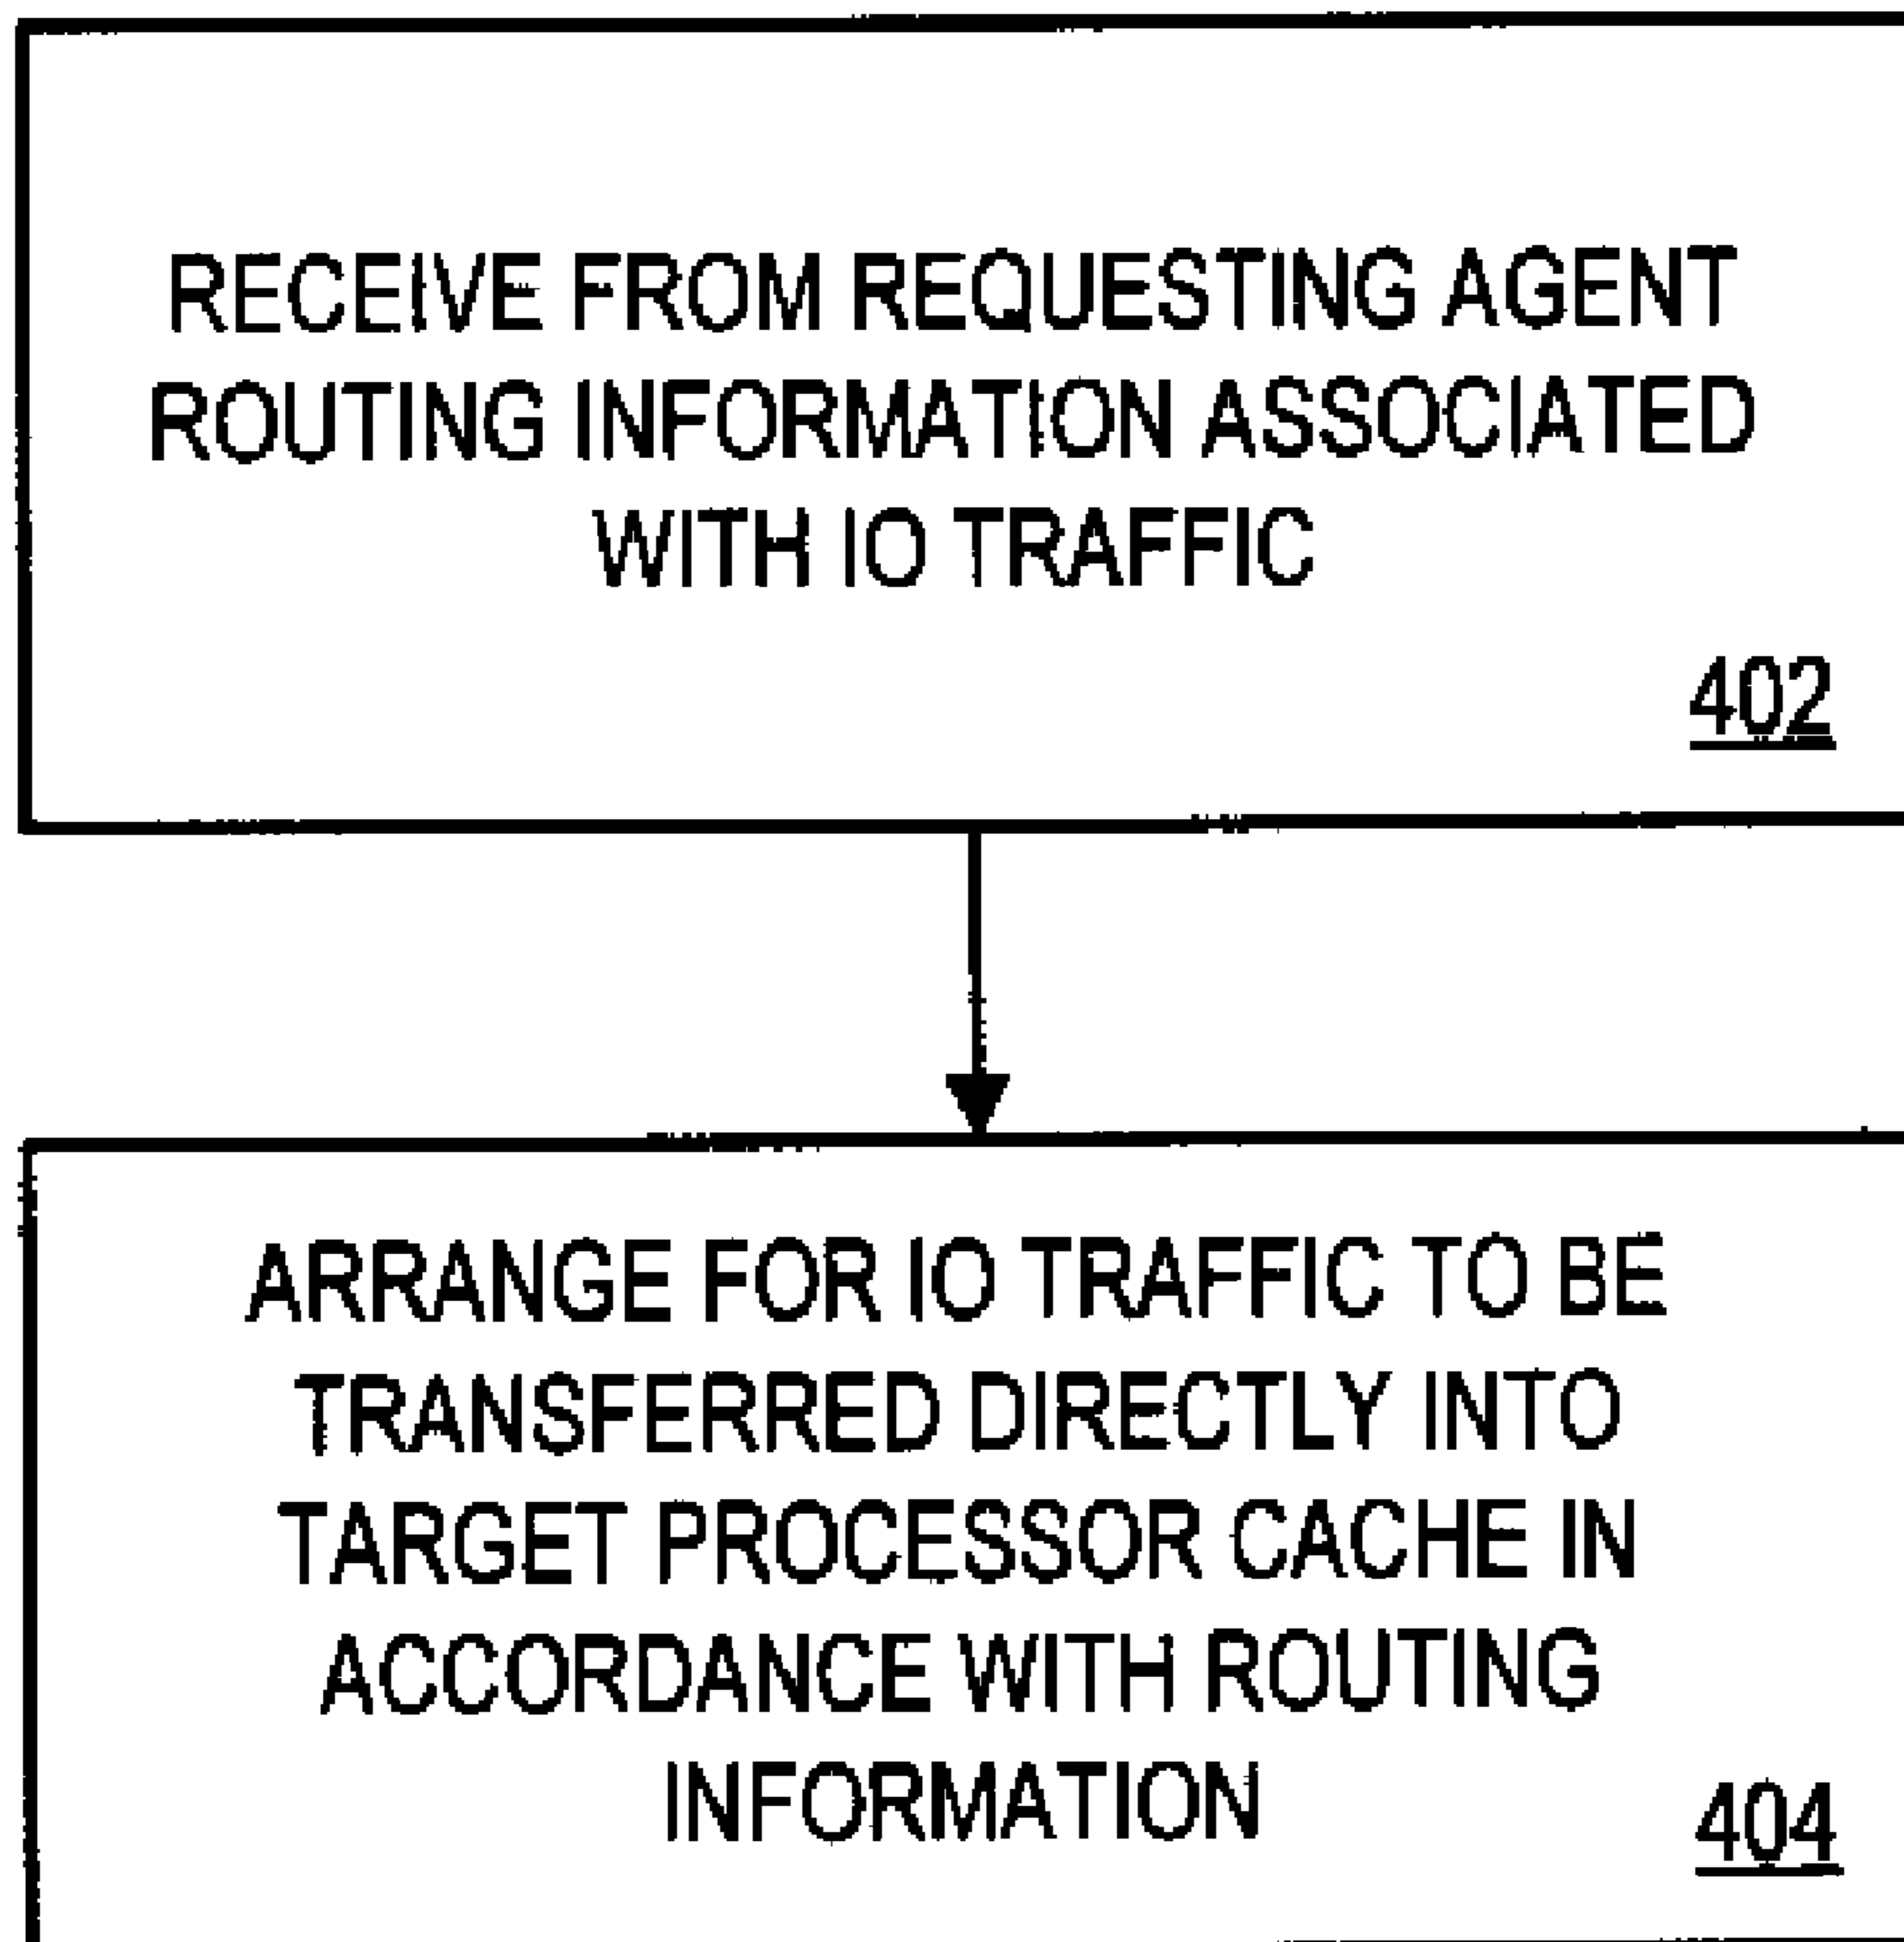 RECEIVE FROM REQUESTING AGENT
ROUTING INFORMATION ASSOCIATED
WITH IO TRAFFIC
402
ARRANGE FOR IO TRAFFIC TO BE
TRANSFERRED DIRECTLY INTO
TARGET PROCESSOR CACHE IN
ACCORDANCE WITH ROUTING
INFORMATION
404